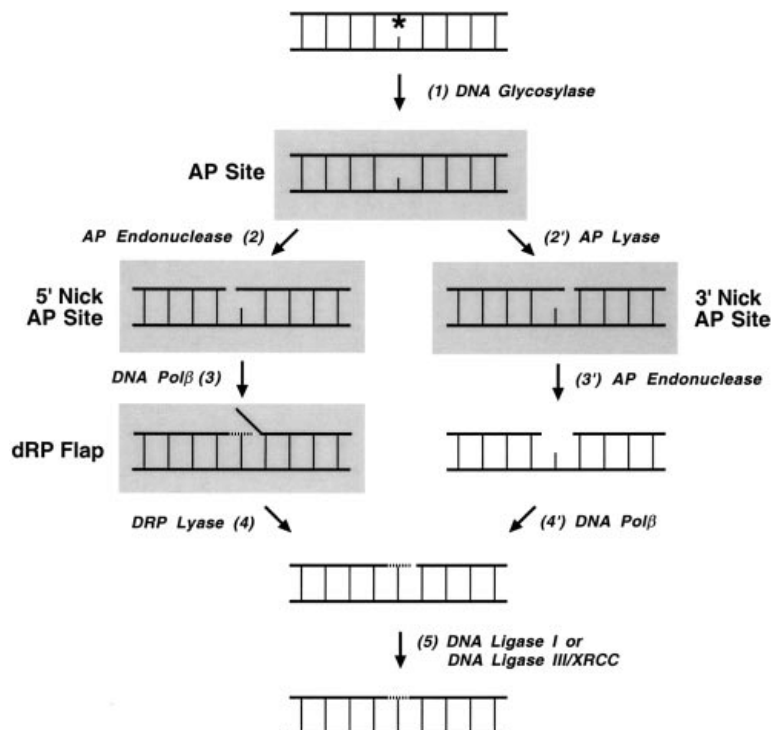 *
(1) DNA Glycosylase
AP Site
AP Endonuclease (2)
(2') AP Lyase
5' Nick
AP Site
3' Nick
AP Site
DNA Polβ (3)
(3') AP Endonuclease
dRP Flap
DRP Lyase (4)
(4') DNA Polβ
(5) DNA Ligase I or
DNA Ligase III/XRCC